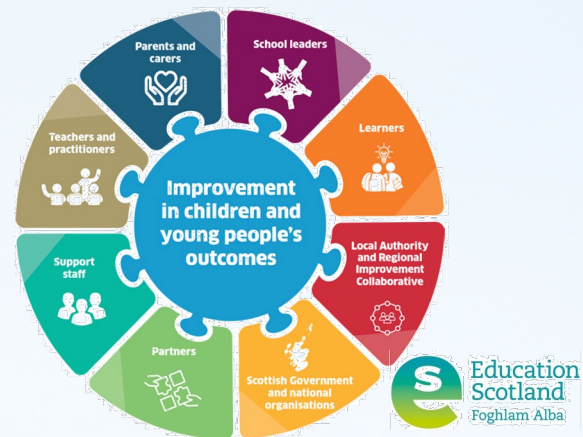 Parents and
carers
School leaders
Learners
Local Authority
and Regional
Improvement
Collaborative
Scottish Government
and national
organisations
Partners
Support
staff
Teachers and
practitioners
Improvement
in children and
young people's
outcomes
Education
Scotland
Foghlam Alba